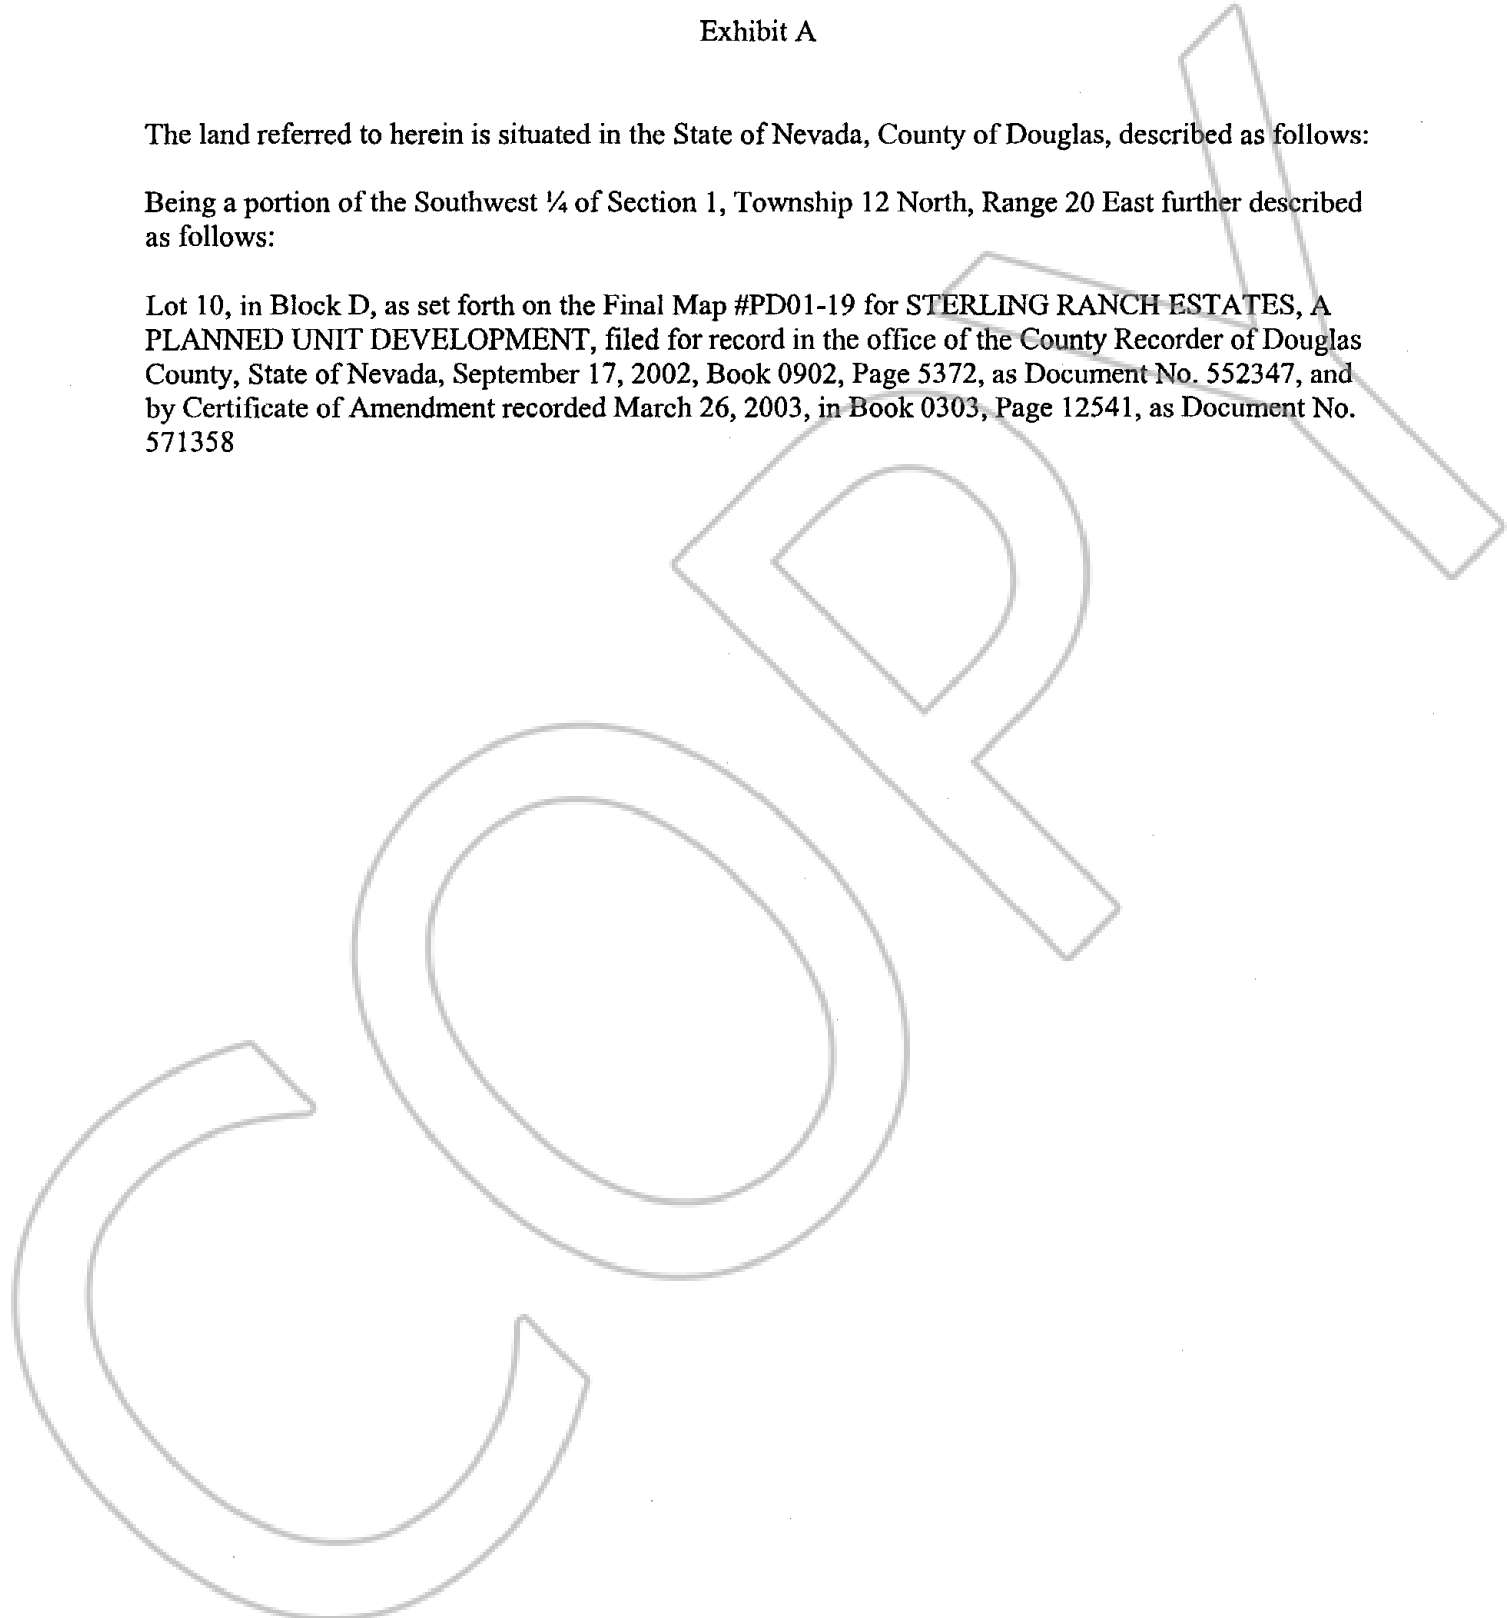 Exhibit A
The land referred to herein is situated in the State of Nevada, County of Douglas, described as follows:
Being a portion of the Southwest ¼ of Section 1, Township 12 North, Range 20 East further described
as follows:
Lot 10, in Block D, as set forth on the Final Map #PD01-19 for STERLING RANCH ESTATES, A
PLANNED UNIT DEVELOPMENT, filed for record in the office of the County Recorder of Douglas
County, State of Nevada, September 17, 2002, Book 0902, Page 5372, as Document No. 552347, and
by Certificate of Amendment recorded March 26, 2003, in Book 0303, Page 12541, as Document No.
571358
COPY